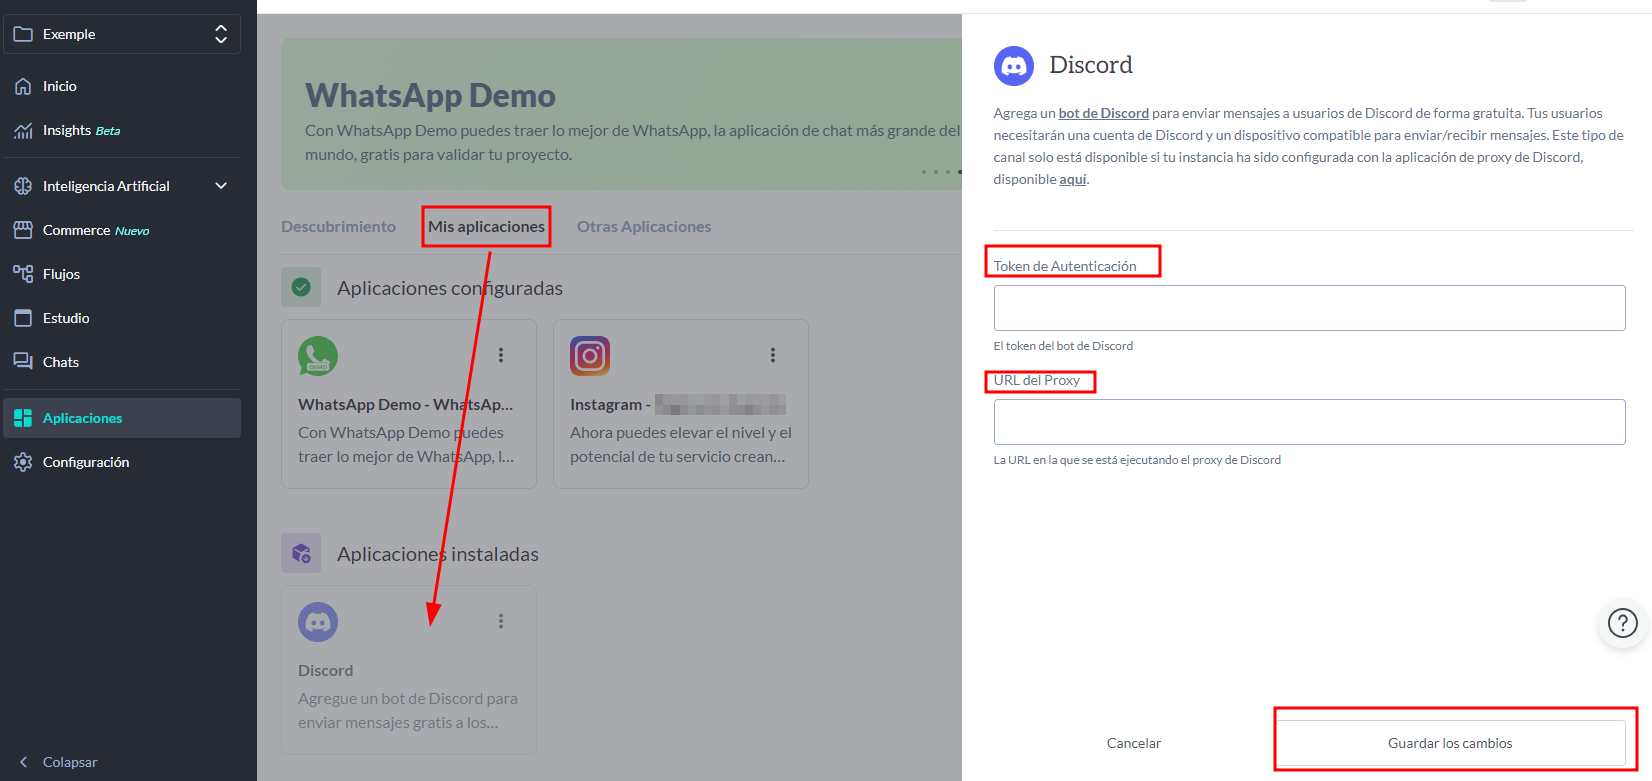 Exemple
Inicio
Insights Beta
Inteligencia Artificial
Commerce Nuevo
Flujos
Estudio
Chats
Aplicaciones
Configuración
Colapsar
WhatsApp Demo
Con WhatsApp Demo puedes traer lo mejor de WhatsApp, la aplicación de chat más grande del
mundo, gratis para validar tu proyecto.
Descubrimiento
Mis aplicaciones
Otras Aplicaciones
Aplicaciones configuradas
DEMO
WhatsApp Demo - WhatsAp...
Con WhatsApp Demo puedes
traer lo mejor de WhatsApp, l...
Instagram -
Ahora puedes elevar el nivel y el
potencial de tu servicio crean...
Aplicaciones instaladas
Discord
Agregue un bot de Discord para
enviar mensajes gratis a los...
Discord
Agrega un bot de Discord para enviar mensajes a usuarios de Discord de forma gratuita. Tus usuarios
necesitarán una cuenta de Discord y un dispositivo compatible para enviar/recibir mensajes. Este tipo de
canal solo está disponible si tu instancia ha sido configurada con la aplicación de proxy de Discord,
disponible aquí.
Token de Autenticación
El token del bot de Discord
URL del Proxy
La URL en la que se está ejecutando el proxy de Discord
?
Cancelar
Guardar los cambios